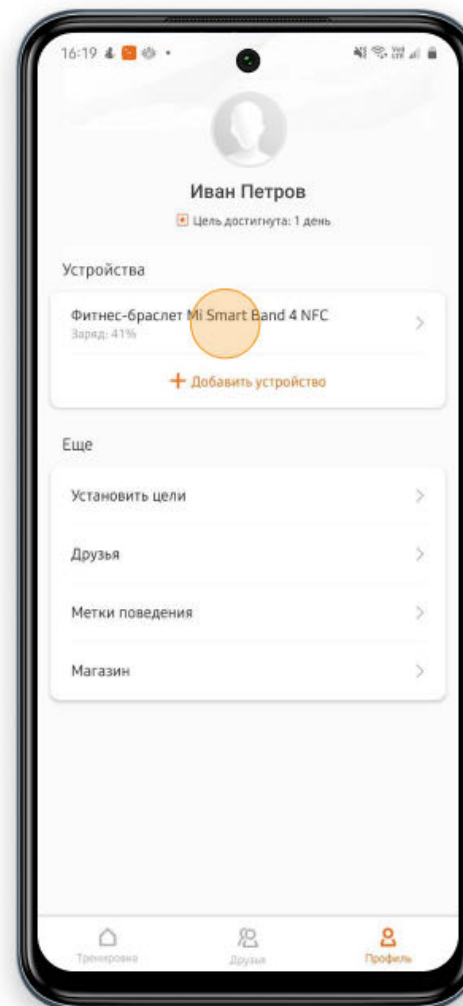 16:19
Иван Петров
Цель достигнута: 1 день
Устройства
Фитнес-браслет Mi Smart Band 4 NFC
Заряд: 41%
+ Добавить устройство
Еще
Установить цели
Друзья
Метки поведения
Магазин
Тренировка
Друзья
Профиль